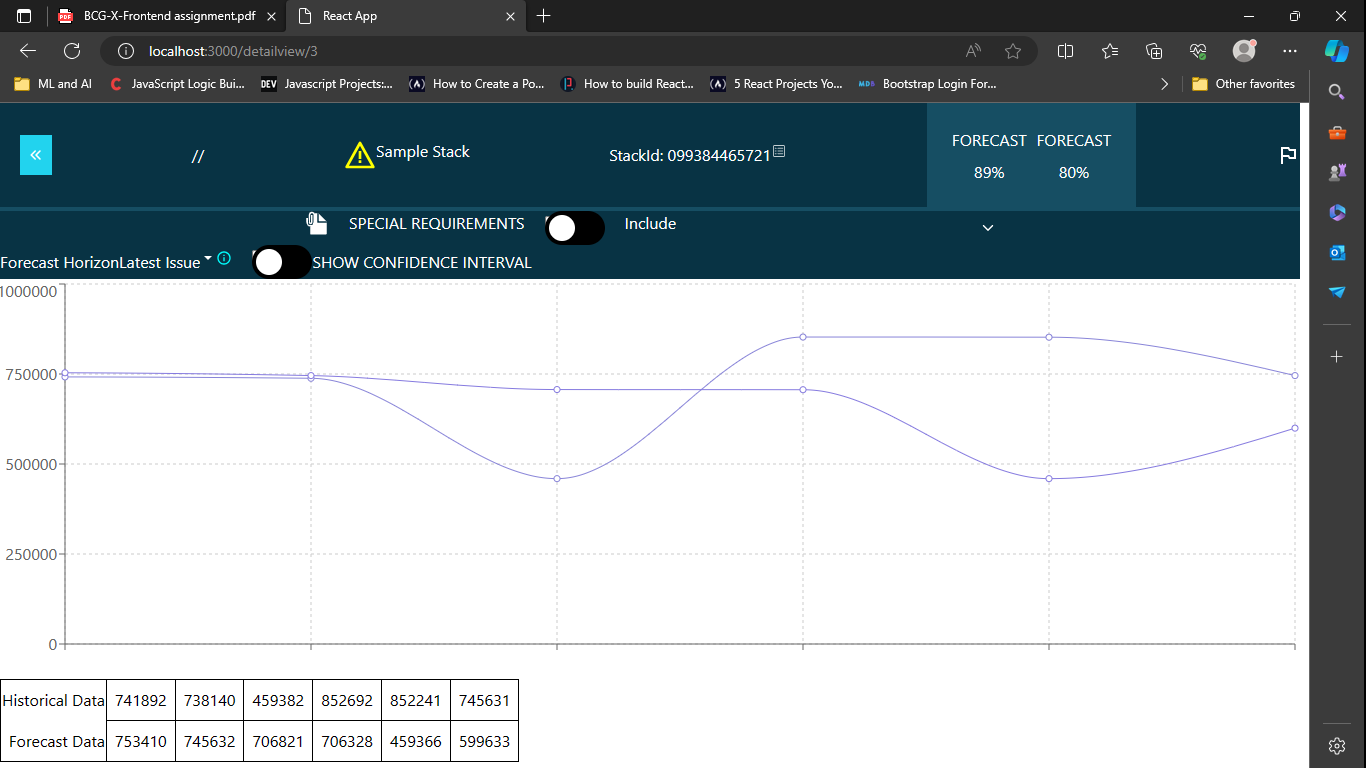 BCG-X-Frontend assignment.pdf
React App
localhost:3000/detailview/3
ML and AI
JavaScript Logic Bui...
DEV
Javascript Projects:...
How to Create a Po...
How to build React...
5 React Projects Yo...
MDB
Bootstrap Login For...
Other favorites
//
Sample Stack
StackId: 099384465721
FORECAST FORECAST
89% 80%
SPECIAL REQUIREMENTS
Include
Forecast HorizonLatest Issue
SHOW CONFIDENCE INTERVAL
1000000
750000
500000
250000
0
Historical Data 741892 738140 459382 852692 852241 745631
Forecast Data 753410 745632 706821 706328 459366 599633